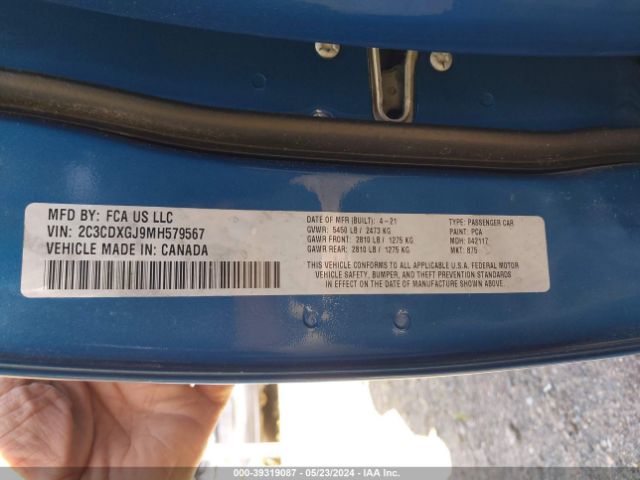 MFD BY: FCA US LLC
VIN: 2C3CDXGJ9MH579567
VEHICLE MADE IN: CANADA
DATE OF MFR (BUILT): 4-21
GVWR: 5450 LB / 2473 KG
GAWR FRONT: 2810 LB / 1275 KG
GAWR REAR: 2810 LB / 1275 KG
TYPE: PASSENGER CAR
PAINT: PCA
MDH: 042117
MKT: 875
THIS VEHICLE CONFORMS TO ALL APPLICABLE U.S.A. FEDERAL MOTOR
VEHICLE SAFETY, BUMPER, AND THEFT PREVENTION STANDARDS
IN EFFECT ON THE DATE OF MANUFACTURE SHOWN ABOVE.
000-39319087 - 05/23/2024 - IAA Inc.